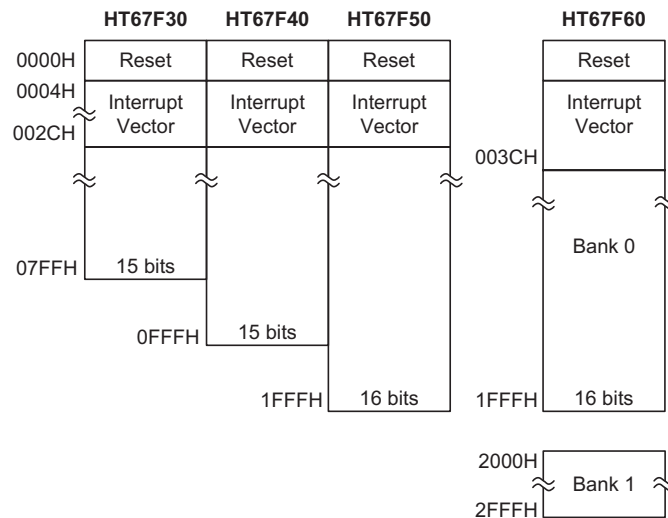 HT67F30 HT67F40 HT67F50 HT67F60
0000H Reset Reset Reset Reset
0004H
Interrupt Vector Interrupt Vector Interrupt Vector Interrupt Vector
002CH
003CH
Bank 0
07FFH 15 bits
0FFFH 15 bits
1FFFH 16 bits 1FFFH 16 bits
2000H
Bank 1
2FFFH